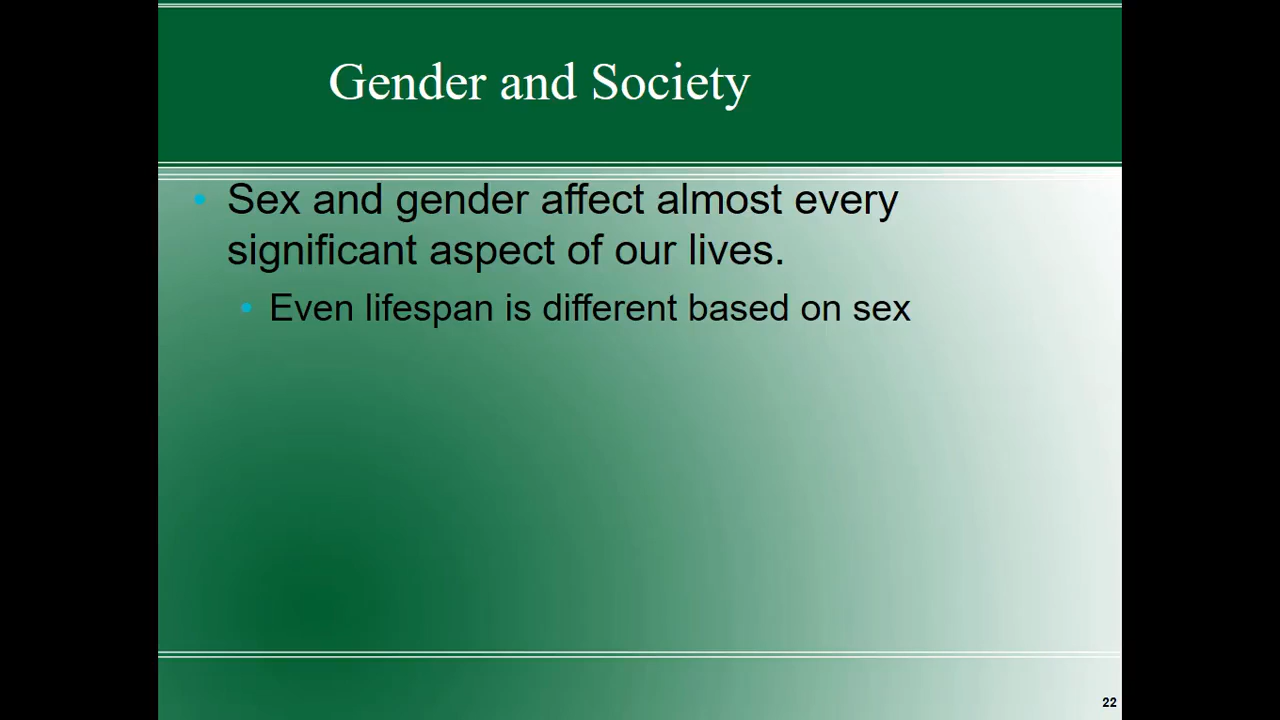 Gender and Society
• Sex and gender affect almost every
significant aspect of our lives.
• Even lifespan is different based on sex
22